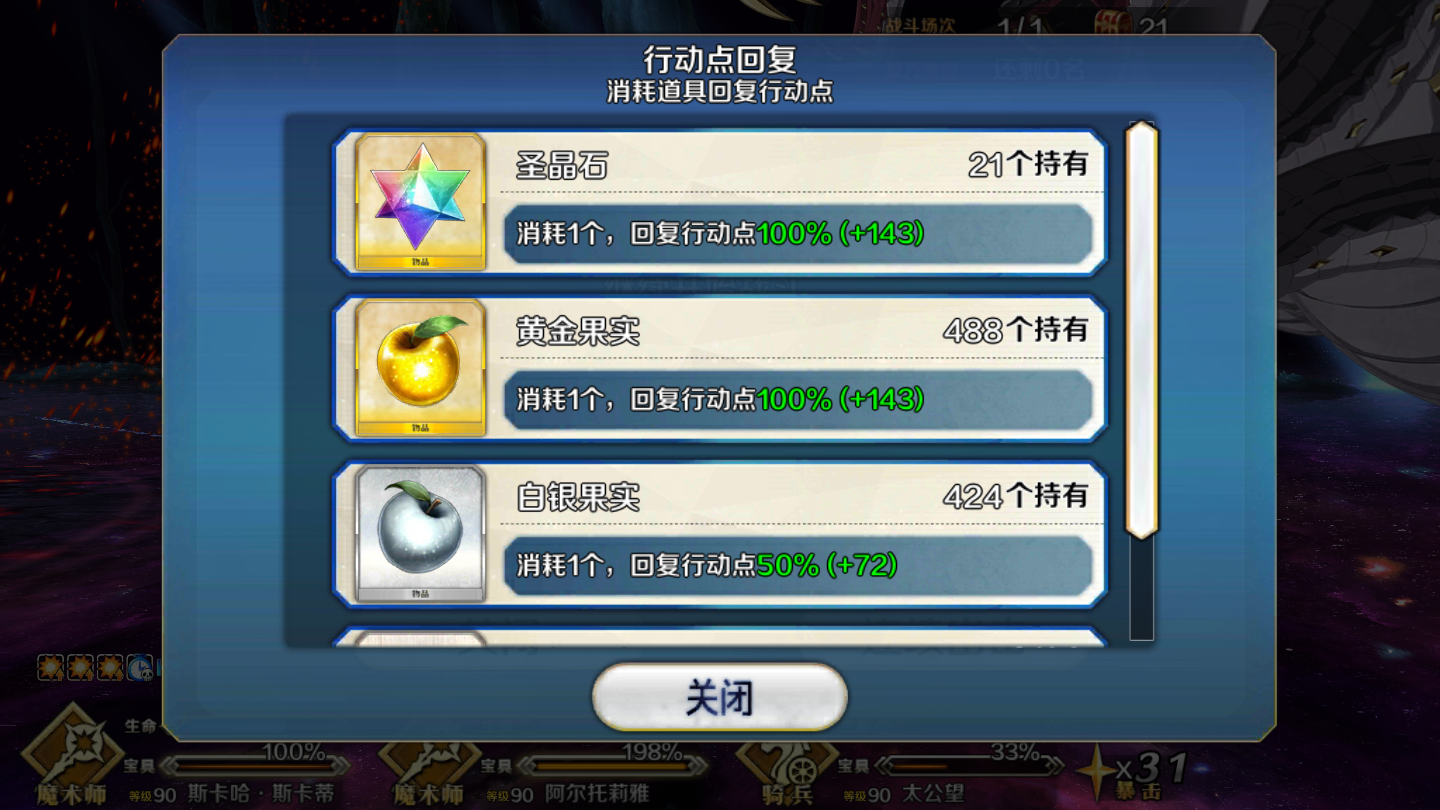 战斗场次 1/1 21
行动点回复
消耗道具回复行动点
圣晶石 21个持有
消耗1个，回复行动点100% (+143)
物品
黄金果实 488个持有
消耗1个，回复行动点100% (+143)
物品
白银果实 424个持有
消耗1个，回复行动点50% (+72)
物品
关闭
生命
宝具 100% 宝具 198% 宝具 33% x31
魔术师 等级90 斯卡哈·斯卡蒂 魔术师 等级90 阿尔托莉雅 骑兵 等级90 太公望 暴击